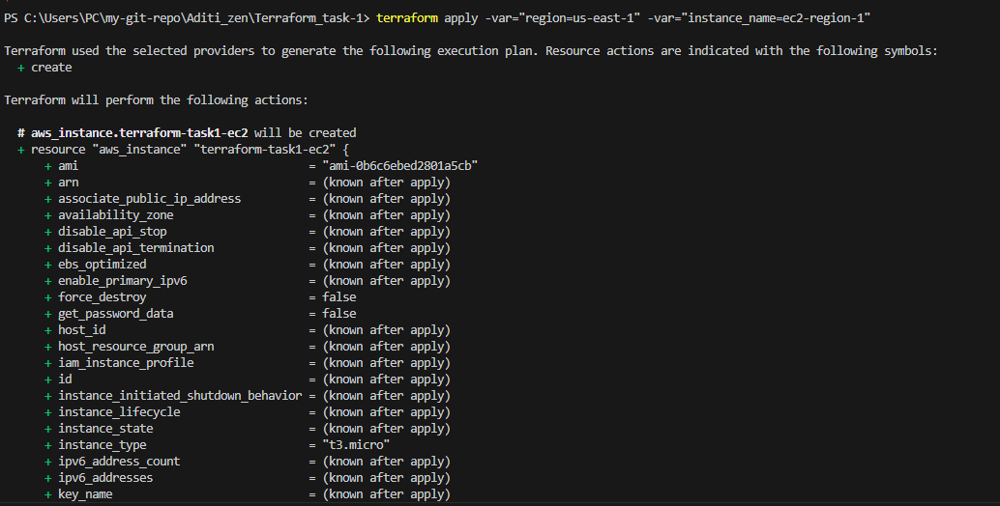 PS C:\Users\PC\my-git-repo\Aditi_zen\Terraform_task-1> terraform apply -var="region=us-east-1" -var="instance_name=ec2-region-1"
Terraform used the selected providers to generate the following execution plan. Resource actions are indicated with the following symbols:
+ create
Terraform will perform the following actions:
# aws_instance.terraform-task1-ec2 will be created
+ resource "aws_instance" "terraform-task1-ec2" {
+ ami = "ami-0b6c6ebed2801a5cb"
+ arn = (known after apply)
+ associate_public_ip_address = (known after apply)
+ availability_zone = (known after apply)
+ disable_api_stop = (known after apply)
+ disable_api_termination = (known after apply)
+ ebs_optimized = (known after apply)
+ enable_primary_ipv6 = (known after apply)
+ force_destroy = false
+ get_password_data = false
+ host_id = (known after apply)
+ host_resource_group_arn = (known after apply)
+ iam_instance_profile = (known after apply)
+ id = (known after apply)
+ instance_initiated_shutdown_behavior = (known after apply)
+ instance_lifecycle = (known after apply)
+ instance_state = (known after apply)
+ instance_type = "t3.micro"
+ ipv6_address_count = (known after apply)
+ ipv6_addresses = (known after apply)
+ key_name = (known after apply)